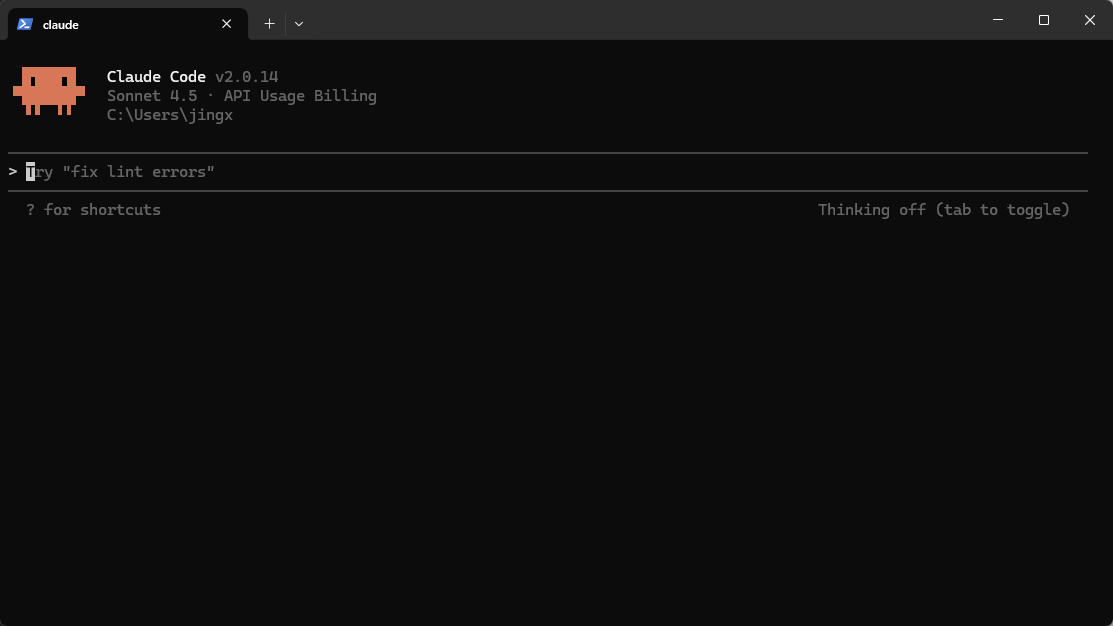 claude
Claude Code v2.0.14
Sonnet 4.5 · API Usage Billing
C:\Users\jingx
> Try "fix lint errors"
? for shortcuts Thinking off (tab to toggle)